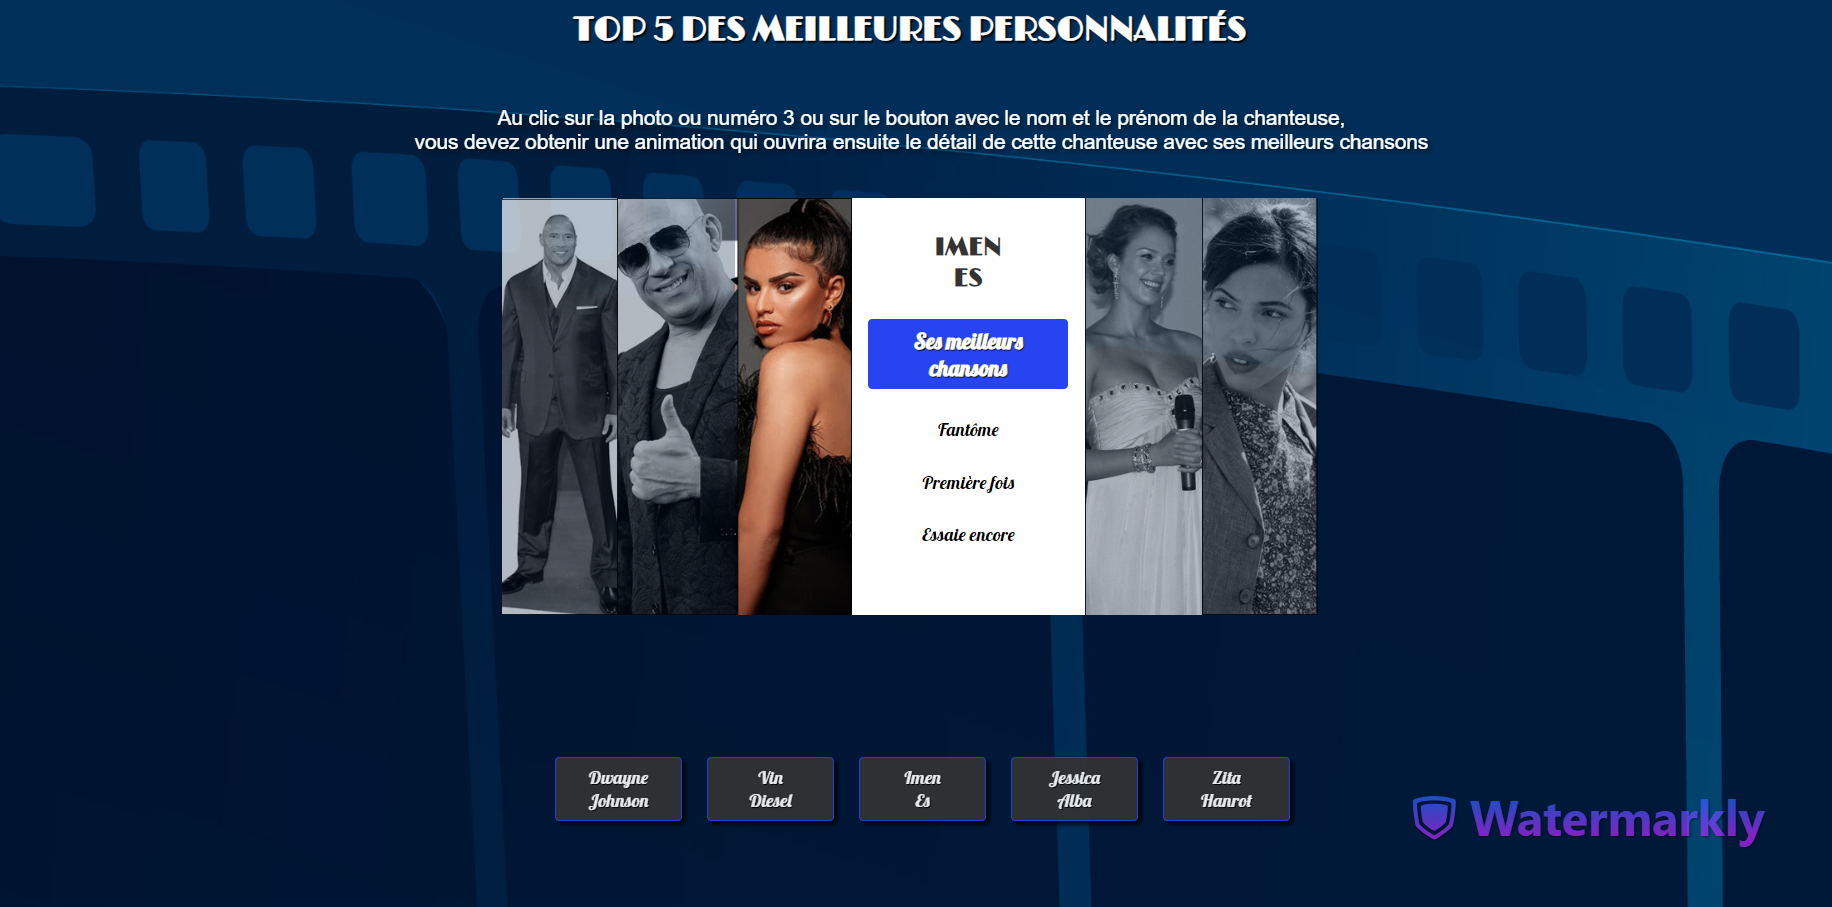 TOP 5 DES MEILLEURES PERSONNALITÉS
Au clic sur la photo ou numéro 3 ou sur le bouton avec le nom et le prénom de la chanteuse,
vous devez obtenir une animation qui ouvrira ensuite le détail de cette chanteuse avec ses meilleurs chansons
IMEN
ES
Ses meilleurs
chansons
Fantôme
Première fois
Essaie encore
Dwayne
Johnson
Vin
Diesel
Imen
Es
Jessica
Alba
Zita
Hanrot
Watermarkly